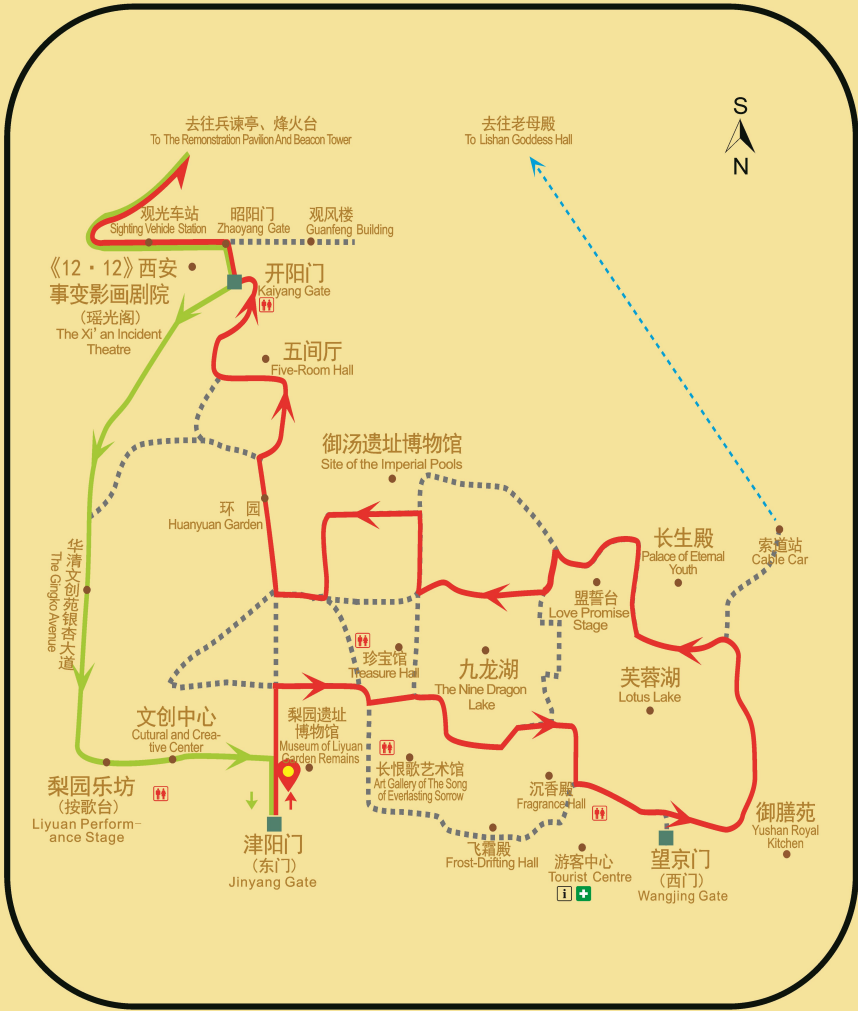 S
N
去往兵谏亭、烽火台
To The Remonstration Pavilion And Beacon Tower
去往老母殿
To Lishan Goddess Hall
观光车站
Sighting Vehicle Station
昭阳门
Zhaoyang Gate
观风楼
Guanfeng Building
《12·12》西安
事变影画剧院
（瑶光阁）
The Xi’an Incident
Theatre
开阳门
Kaiyang Gate
五间厅
Five-Room Hall
御汤遗址博物馆
Site of the Imperial Pools
环 园
Huanyuan Garden
华清文创苑银杏大道
The Gingko Avenue
长生殿
Palace of Eternal
Youth
索道站
Cable Car
盟誓台
Love Promise
Stage
珍宝馆
Treasure Hall
九龙湖
The Nine Dragon
Lake
芙蓉湖
Lotus Lake
文创中心
Cutural and Crea-
tive Center
梨园遗址
博物馆
Museum of Liyuan
Garden Remains
长恨歌艺术馆
Art Gallery of The Song
of Everlasting Sorrow
沉香殿
Fragrance Hall
梨园乐坊
（按歌台）
Liyuan Perform-
ance Stage
津阳门
（东门）
Jinyang Gate
飞霜殿
Frost-Drifting Hall
游客中心
Tourist Centre
i
望京门
（西门）
Wangjing Gate
御膳苑
Yushan Royal
Kitchen